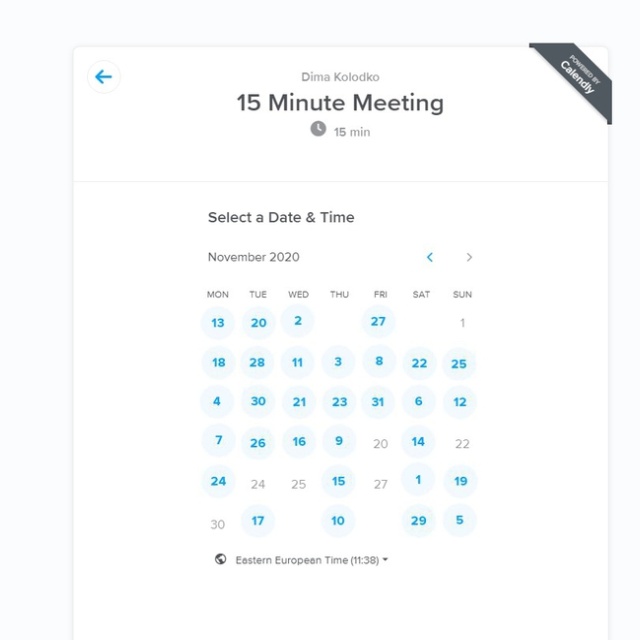 POWERED BY
Calendly
Dima Kolodko
15 Minute Meeting
15 min
Select a Date & Time
November 2020
MON TUE WED THU FRI SAT SUN
13 20 2 27 1
18 28 11 3 8 22 25
4 30 21 23 31 6 12
7 26 16 9 20 14 22
24 24 25 15 27 1 19
30 17 10 29 5
Eastern European Time (11:38)